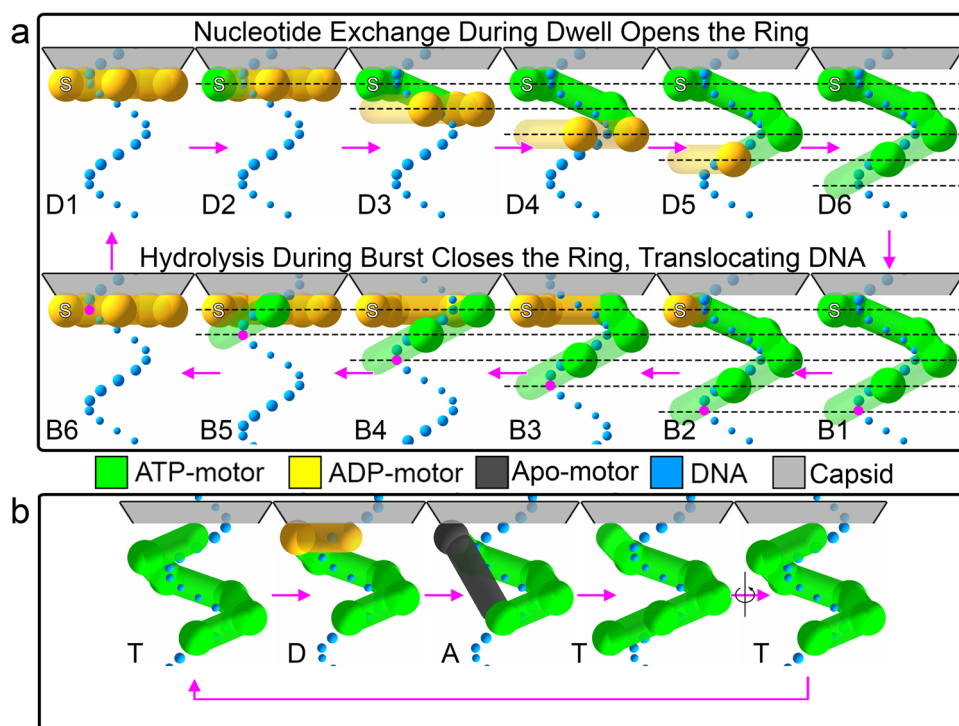 a
Nucleotide Exchange During Dwell Opens the Ring
S S S S S S
D1 D2 D3 D4 D5 D6
Hydrolysis During Burst Closes the Ring, Translocating DNA
S S S S S S
B6 B5 B4 B3 B2 B1
ATP-motor ADP-motor Apo-motor DNA Capsid
b
T D A T T